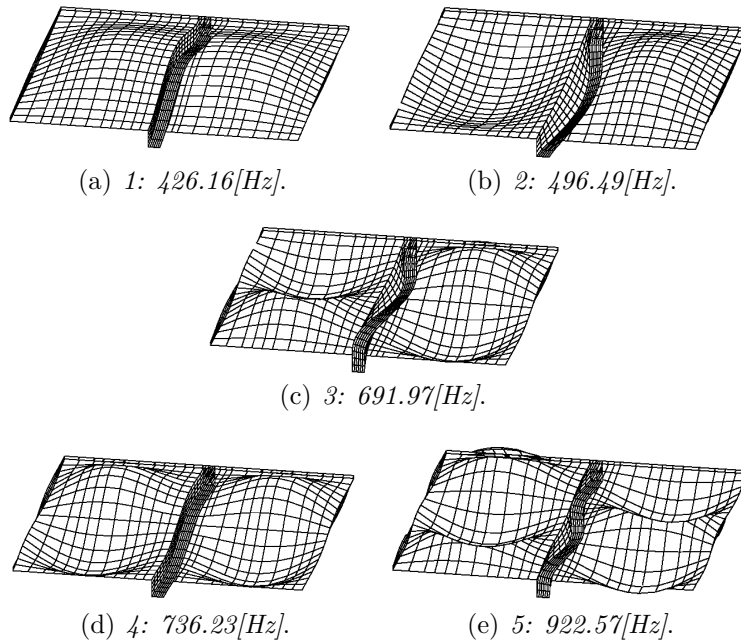 (a) 1: 426.16[Hz].
(b) 2: 496.49[Hz].
(c) 3: 691.97[Hz].
(d) 4: 736.23[Hz].
(e) 5: 922.57[Hz].